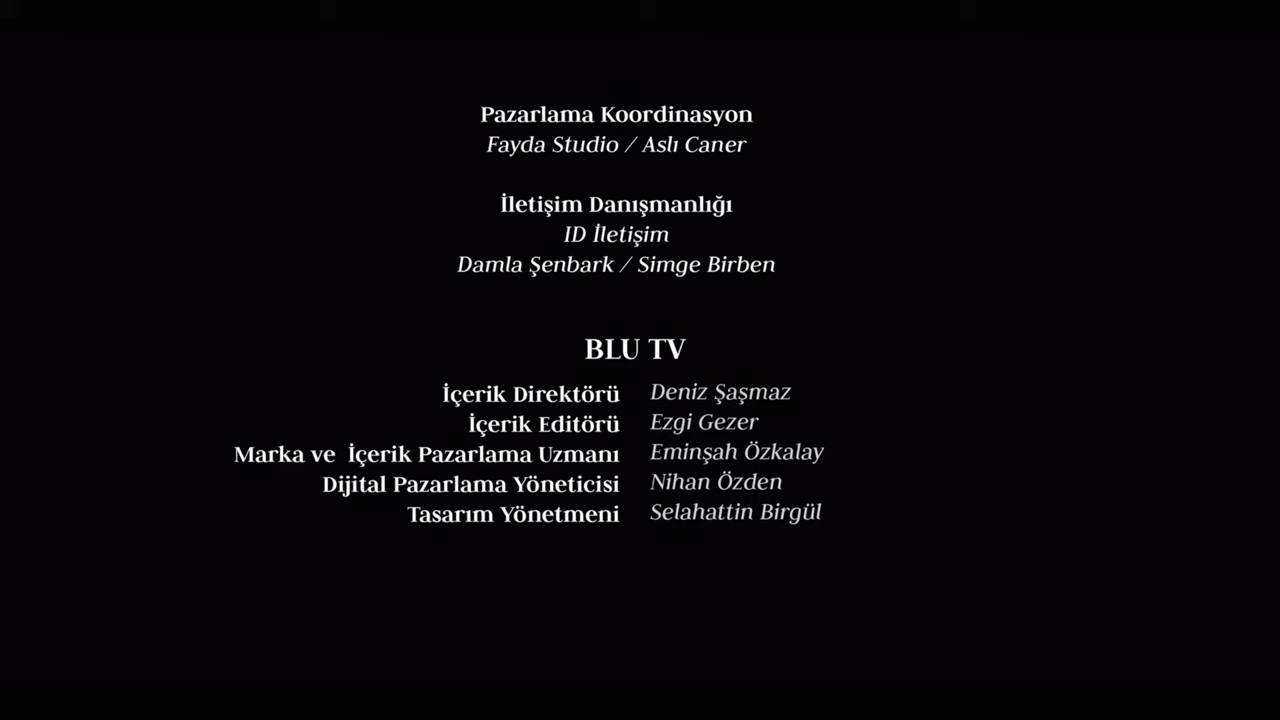 Pazarlama Koordinasyon
Fayda Studio / Aslı Caner
İletişim Danışmanlığı
ID İletişim
Damla Şenbark / Simge Birben
BLU TV
İçerik Direktörü Deniz Şaşmaz
İçerik Editörü Ezgi Gezer
Marka ve İçerik Pazarlama Uzmanı Eminşah Özkalay
Dijital Pazarlama Yöneticisi Nihan Özden
Tasarım Yönetmeni Selahattin Birgül